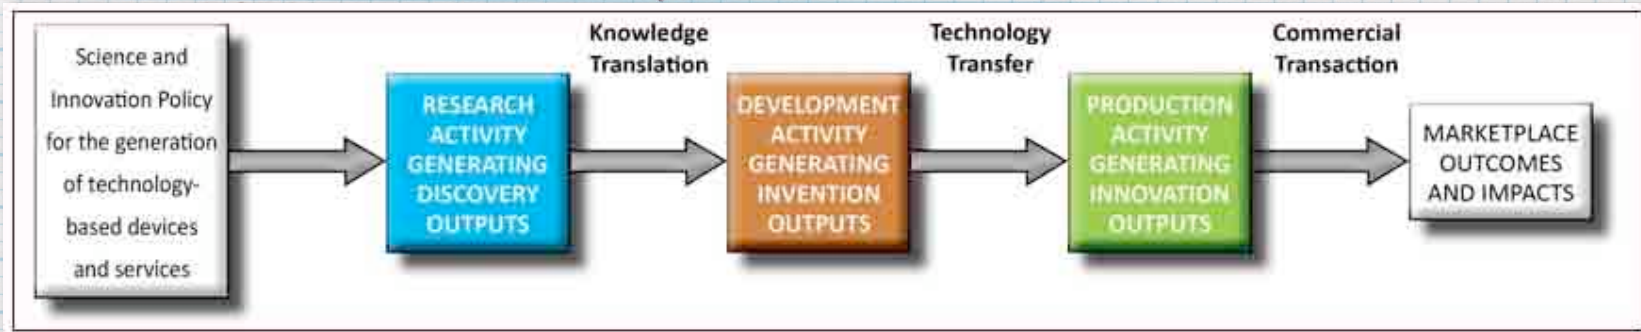 Science and
Innovation Policy
for the generation
of technology-
based devices
and services
RESEARCH
ACTIVITY
GENERATING
DISCOVERY
OUTPUTS
Knowledge
Translation
DEVELOPMENT
ACTIVITY
GENERATING
INVENTION
OUTPUTS
Technology
Transfer
PRODUCTION
ACTIVITY
GENERATING
INNOVATION
OUTPUTS
Commercial
Transaction
MARKETPLACE
OUTCOMES
AND IMPACTS